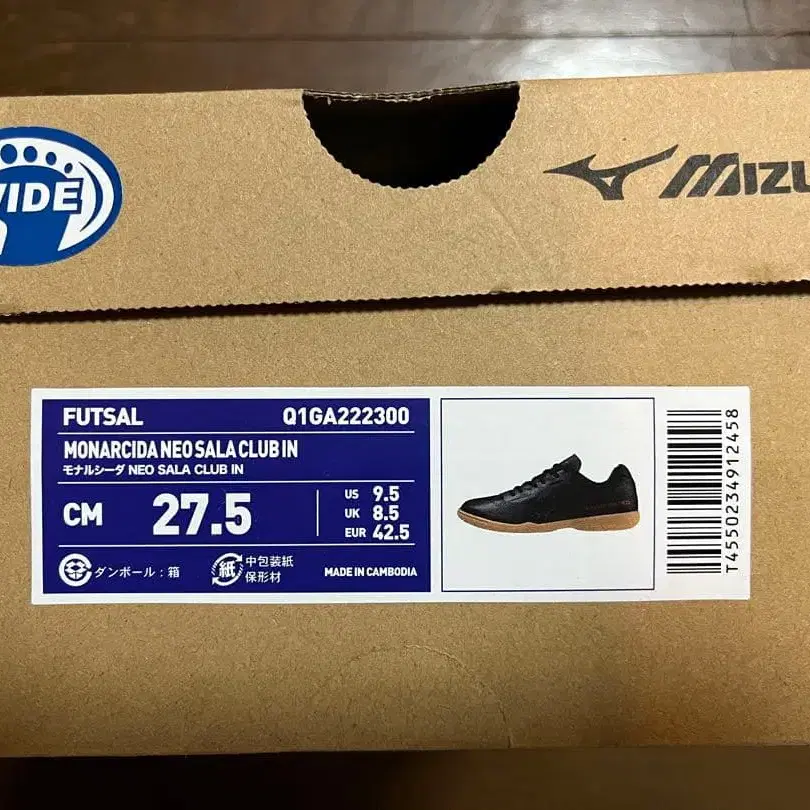 WIDE
MIZU
FUTSAL Q1GA222300
MONARCIDA NEO SALA CLUB IN
モナルシーダ NEO SALA CLUB IN
CM 27.5
US 9.5
UK 8.5
EUR 42.5
ダンボール：箱
紙 中包装紙
保形材
MADE IN CAMBODIA
T4550234912458